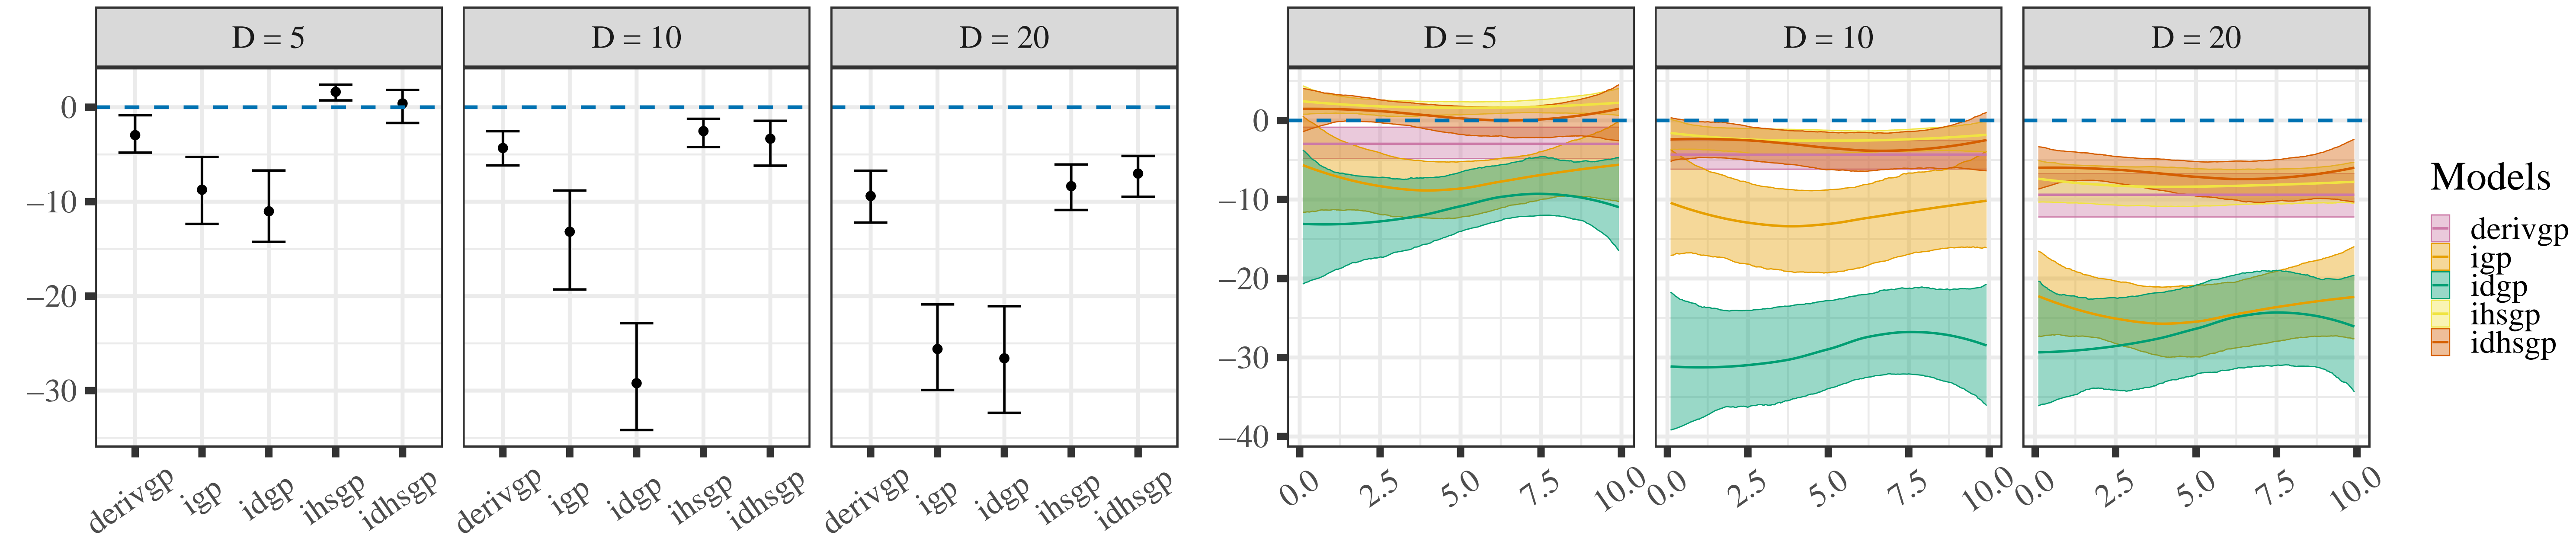 D = 5
D = 10
D = 20
D = 5
D = 10
D = 20
0
−10
−20
−30
derivgp
igp
idgp
ihsgp
idhsgp
derivgp
igp
idgp
ihsgp
idhsgp
derivgp
igp
idgp
ihsgp
idhsgp
0
−10
−20
−30
−40
0.0
2.5
5.0
7.5
10.0
0.0
2.5
5.0
7.5
10.0
0.0
2.5
5.0
7.5
10.0
Models
derivgp
igp
idgp
ihsgp
idhsgp